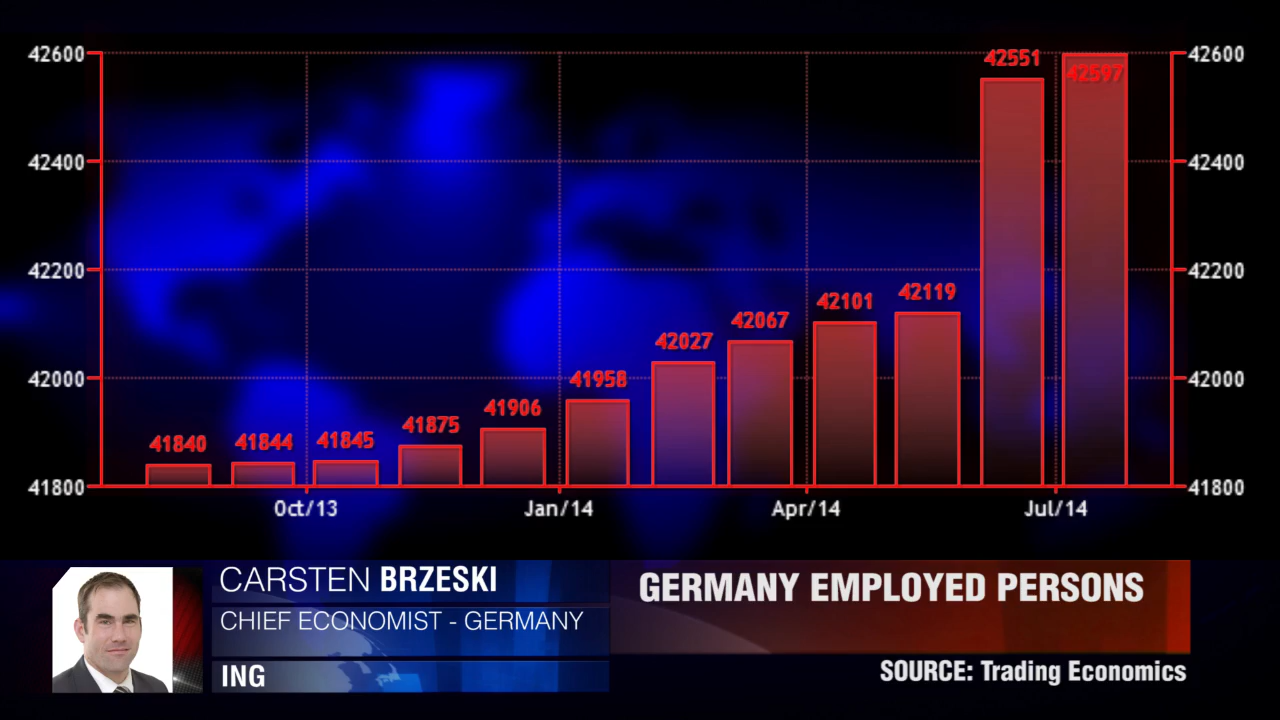 42600
42600
42551
42597
42400
42400
42200
42200
42119
42101
42067
42027
42000
42000
41958
41906
41875
41840
41844
41845
41800
41800
Oct/13
Jan/14
Apr/14
Jul/14
CARSTEN BRZESKI
CHIEF ECONOMIST - GERMANY
ING
GERMANY EMPLOYED PERSONS
SOURCE: Trading Economics